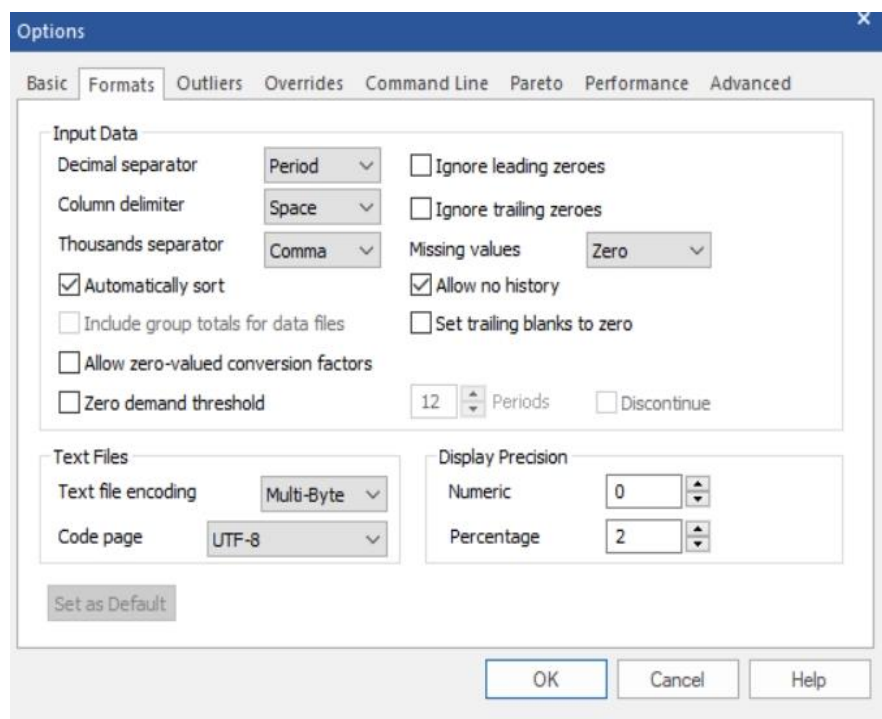 Options
Basic Formats Outliers Overrides Command Line Pareto Performance Advanced
Input Data
Decimal separator Period Ignore leading zeroes
Column delimiter Space Ignore trailing zeroes
Thousands separator Comma Missing values Zero
Automatically sort Allow no history
Include group totals for data files Set trailing blanks to zero
Allow zero-valued conversion factors
Zero demand threshold 12 Periods Discontinue
Text Files Display Precision
Text file encoding Multi-Byte Numeric 0
Code page UTF-8 Percentage 2
Set as Default
OK Cancel Help